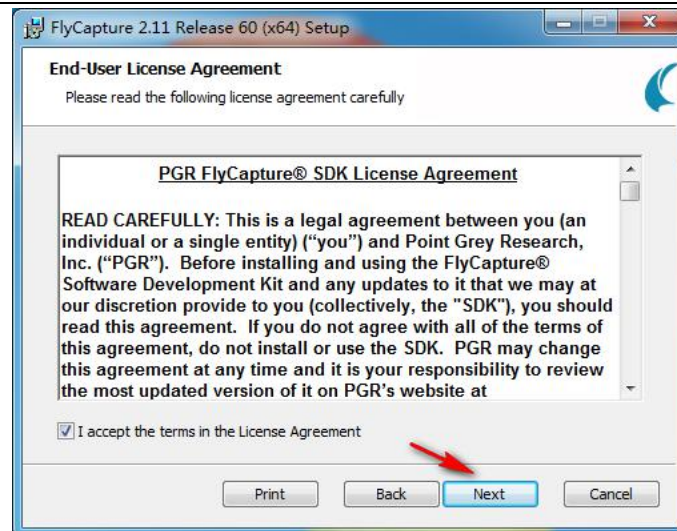 FlyCapture 2.11 Release 60 (x64) Setup
End-User License Agreement
Please read the following license agreement carefully
PGR FlyCapture® SDK License Agreement
READ CAREFULLY: This is a legal agreement between you (an
individual or a single entity) (“you”) and Point Grey Research,
Inc. (“PGR”).  Before installing and using the FlyCapture®
Software Development Kit and any updates to it that we may at
our discretion provide to you (collectively, the "SDK"), you should
read this agreement.  If you do not agree with all of the terms of
this agreement, do not install or use the SDK.  PGR may change
this agreement at any time and it is your responsibility to review
the most updated version of it on PGR's website at
I accept the terms in the License Agreement
Print Back Next Cancel